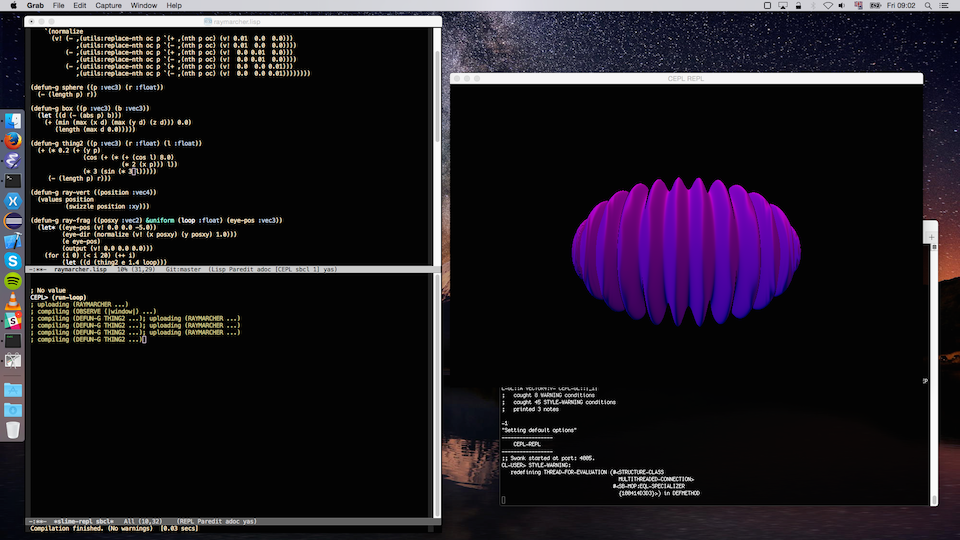 Grab File Edit Capture Window Help
Fri 09:02
raymarcher.lisp
`(normalize
(v! (- ,(utils:replace-nth oc p `(+ ,(nth p oc) (v! 0.01 0.0 0.0)))
,(utils:replace-nth oc p `(- ,(nth p oc) (v! 0.01 0.0 0.0))))
(- ,(utils:replace-nth oc p `(+ ,(nth p oc) (v! 0.0 0.01 0.0)))
,(utils:replace-nth oc p `(- ,(nth p oc) (v! 0.0 0.01 0.0))))
(- ,(utils:replace-nth oc p `(+ ,(nth p oc) (v! 0.0 0.0 0.01)))
,(utils:replace-nth oc p `(- ,(nth p oc) (v! 0.0 0.0 0.01))))))))
(defun-g sphere ((p :vec3) (r :float))
(- (length p) r))
(defun-g box ((p :vec3) (b :vec3))
(let ((d (- (abs p) b)))
(+ (min (max (x d) (max (y d) (z d))) 0.0)
(length (max d 0.0)))))
(defun-g thing2 ((p :vec3) (r :float) (l :float))
(+ (* 0.2 (+ (y p)
(cos (+ (* (+ (cos l) 8.0)
(* 2 (x p))) l))
(* 3 (sin (* 3 l)))))
(- (length p) r)))
(defun-g ray-vert ((position :vec4))
(values position
(swizzle position :xy)))
(defun-g ray-frag ((posxy :vec2) &uniform (loop :float) (eye-pos :vec3))
(let* ((eye-pos (v! 0.0 0.0 -5.0))
(eye-dir (normalize (v! (x posxy) (y posxy) 1.0)))
(e eye-pos)
(output (v! 0.0 0.0 0.0)))
(for (i 0) (< i 20) (++ i)
(let ((d (thing2 e 1.4 loop)))
-:**- raymarcher.lisp 10% (31,29) Git:master (Lisp Paredit adoc [CEPL sbcl 1] yas)
; No value
CEPL> (run-loop)
; uploading (RAYMARCHER ...)
; compiling (OBSERVE (|window|) ...)
; compiling (DEFUN-G THING2 ...); uploading (RAYMARCHER ...)
; compiling (DEFUN-G THING2 ...); uploading (RAYMARCHER ...)
; compiling (DEFUN-G THING2 ...); uploading (RAYMARCHER ...)
; compiling (DEFUN-G THING2 ...)
-:**- *slime-repl sbcl* All (10,32) (REPL Paredit adoc yas)
Compilation finished. (No warnings) [0.03 secs]
CEPL REPL
; caught 8 WARNING conditions
; caught 45 STYLE-WARNING conditions
; printed 3 notes
-1
"Setting default options"
-----------------
CEPL-REPL
-----------------
;; Swank started at port: 4005.
CL-USER> STYLE-WARNING:
redefining THREAD-FOR-EVALUATION (#<STRUCTURE-CLASS
MULTITHREADED-CONNECTION>
#<SB-MOP:EQL-SPECIALIZER
in DEFMETHOD